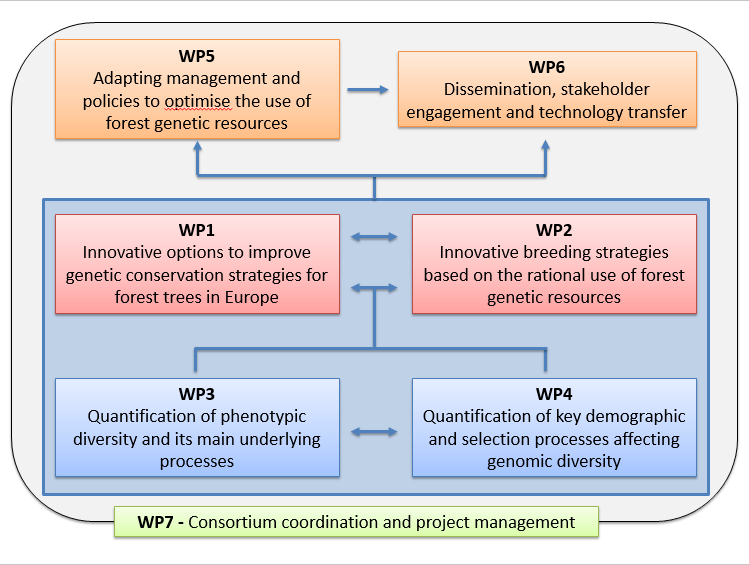 WP5
Adapting management and
policies to optimise the use of
forest genetic resources
WP6
Dissemination, stakeholder
engagement and technology transfer
WP1
Innovative options to improve
genetic conservation strategies for
forest trees in Europe
WP2
Innovative breeding strategies
based on the rational use of forest
genetic resources
WP3
Quantification of phenotypic
diversity and its main underlying
processes
WP4
Quantification of key demographic
and selection processes affecting
genomic diversity
WP7 - Consortium coordination and project management